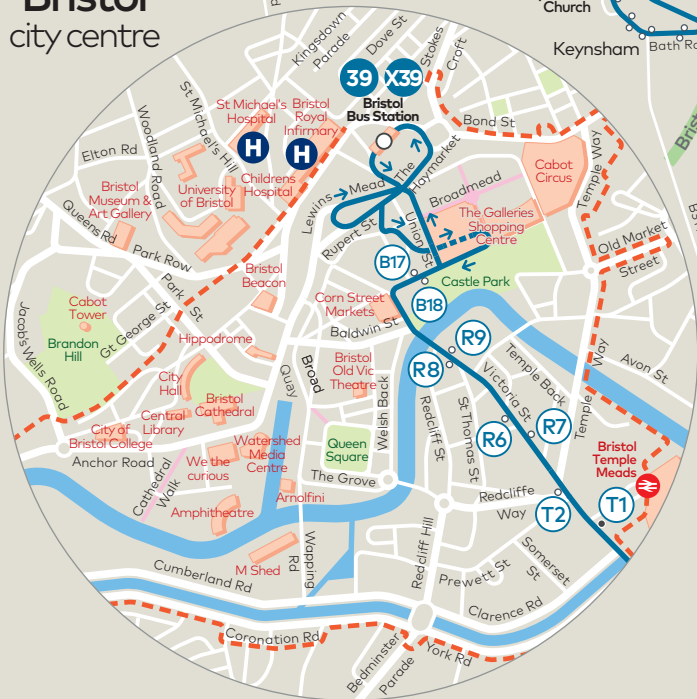 Bristol
city centre
Church
Keynsham
Bath Rd
Kingsdown
Parade
Dove St
Stokes
Croft
39
X39
Bristol
Bus Station
St Michael's
Hospital
Bristol
Royal
Infirmary
H
H
Childrens
Hospital
St Michael's Hill
Woodland Road
Elton Rd
University
of Bristol
Bristol
Museum &
Art Gallery
Queens Rd
Park Row
Park St
Bond St
Cabot
Circus
Temple Way
The Haymarket
Lewins Mead
Rupert St
Union St
Broadmead
The Galleries
Shopping
Centre
Old Market
Street
B17
B18
Castle Park
Bristol
Beacon
Corn Street
Markets
Baldwin St
Cabot
Tower
Brandon
Hill
Jacob's Wells Road
Gt George St
Hippodrome
City
Hall
Bristol
Cathedral
Central
Library
City of
Bristol College
Anchor Road
Cathedral
Walk
We the
curious
Watershed
Media
Centre
Amphitheatre
Arnolfini
M Shed
Quay
Broad
Bristol
Old Vic
Theatre
Queen
Square
The Grove
Welsh Back
R9
R8
Victoria St
Temple Back
Redcliff St
St Thomas St
R6
R7
Temple Way
Avon St
Bristol
Temple
Meads
T1
T2
Redcliffe
Way
Redcliff Hill
Prewett St
Somerset
St
Clarence Rd
Wapping
Rd
Cumberland Rd
Coronation Rd
Bedminster
Parade
York Rd